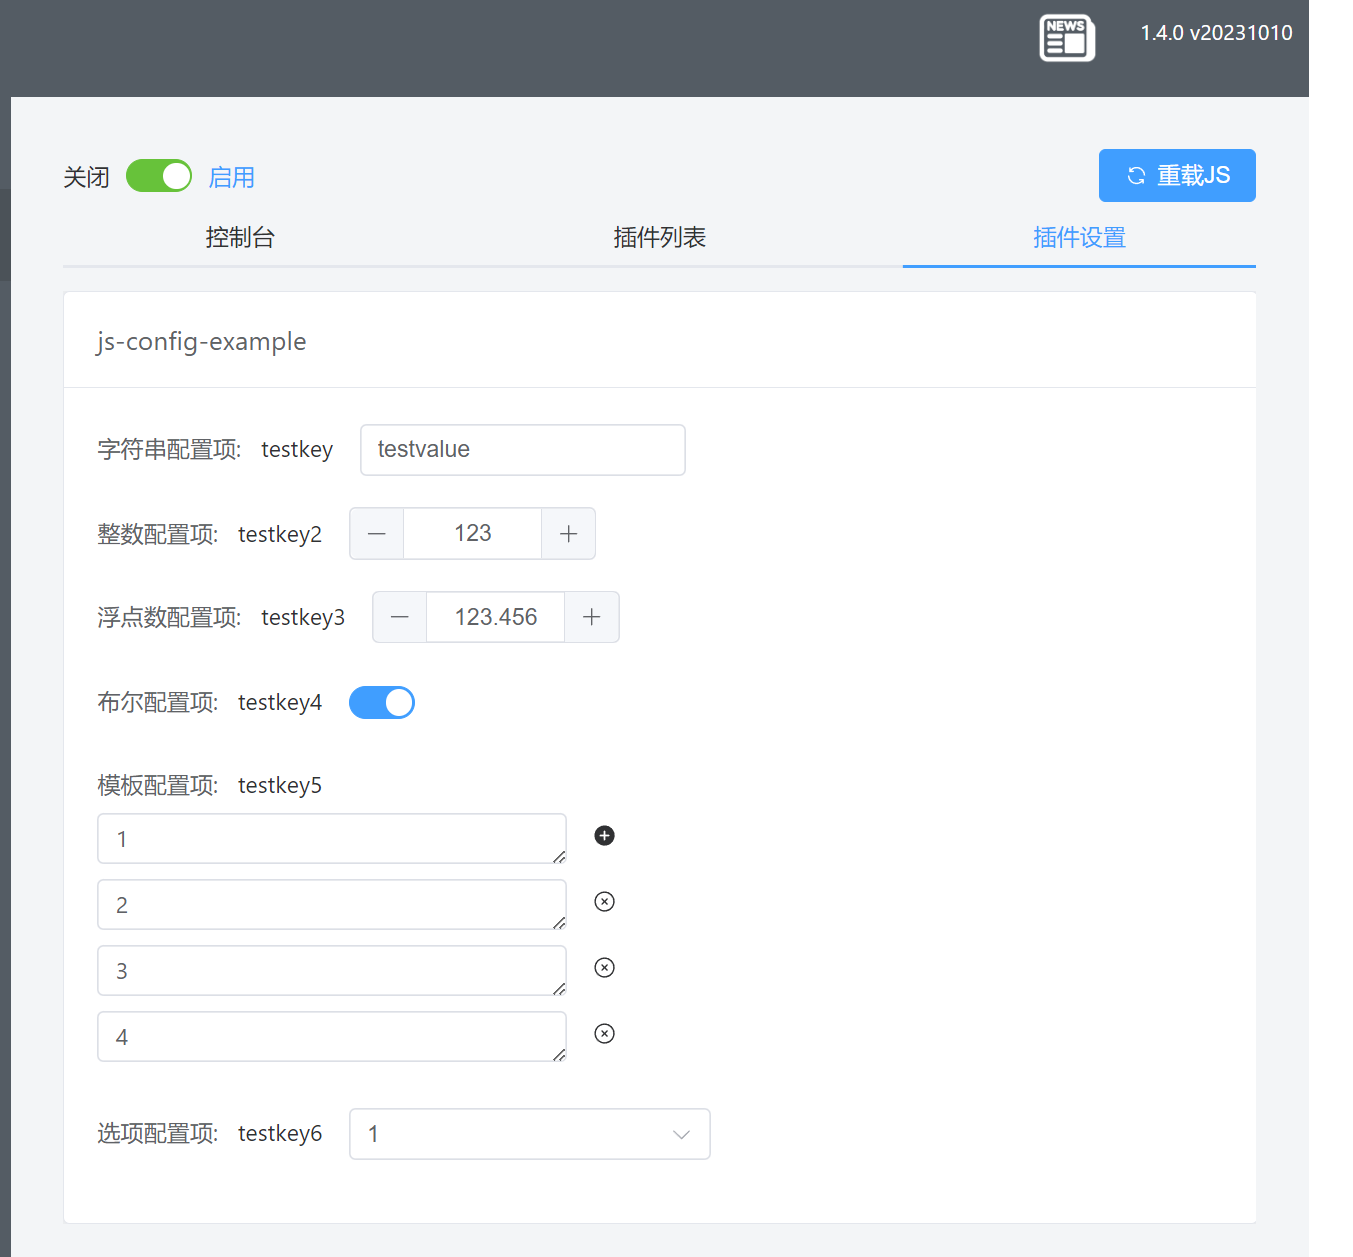 NEWS
1.4.0 v20231010
关闭 启用
重载JS
控制台 插件列表 插件设置
js-config-example
字符串配置项: testkey testvalue
整数配置项: testkey2 123
浮点数配置项: testkey3 123.456
布尔配置项: testkey4
模板配置项: testkey5
1
2
3
4
选项配置项: testkey6 1